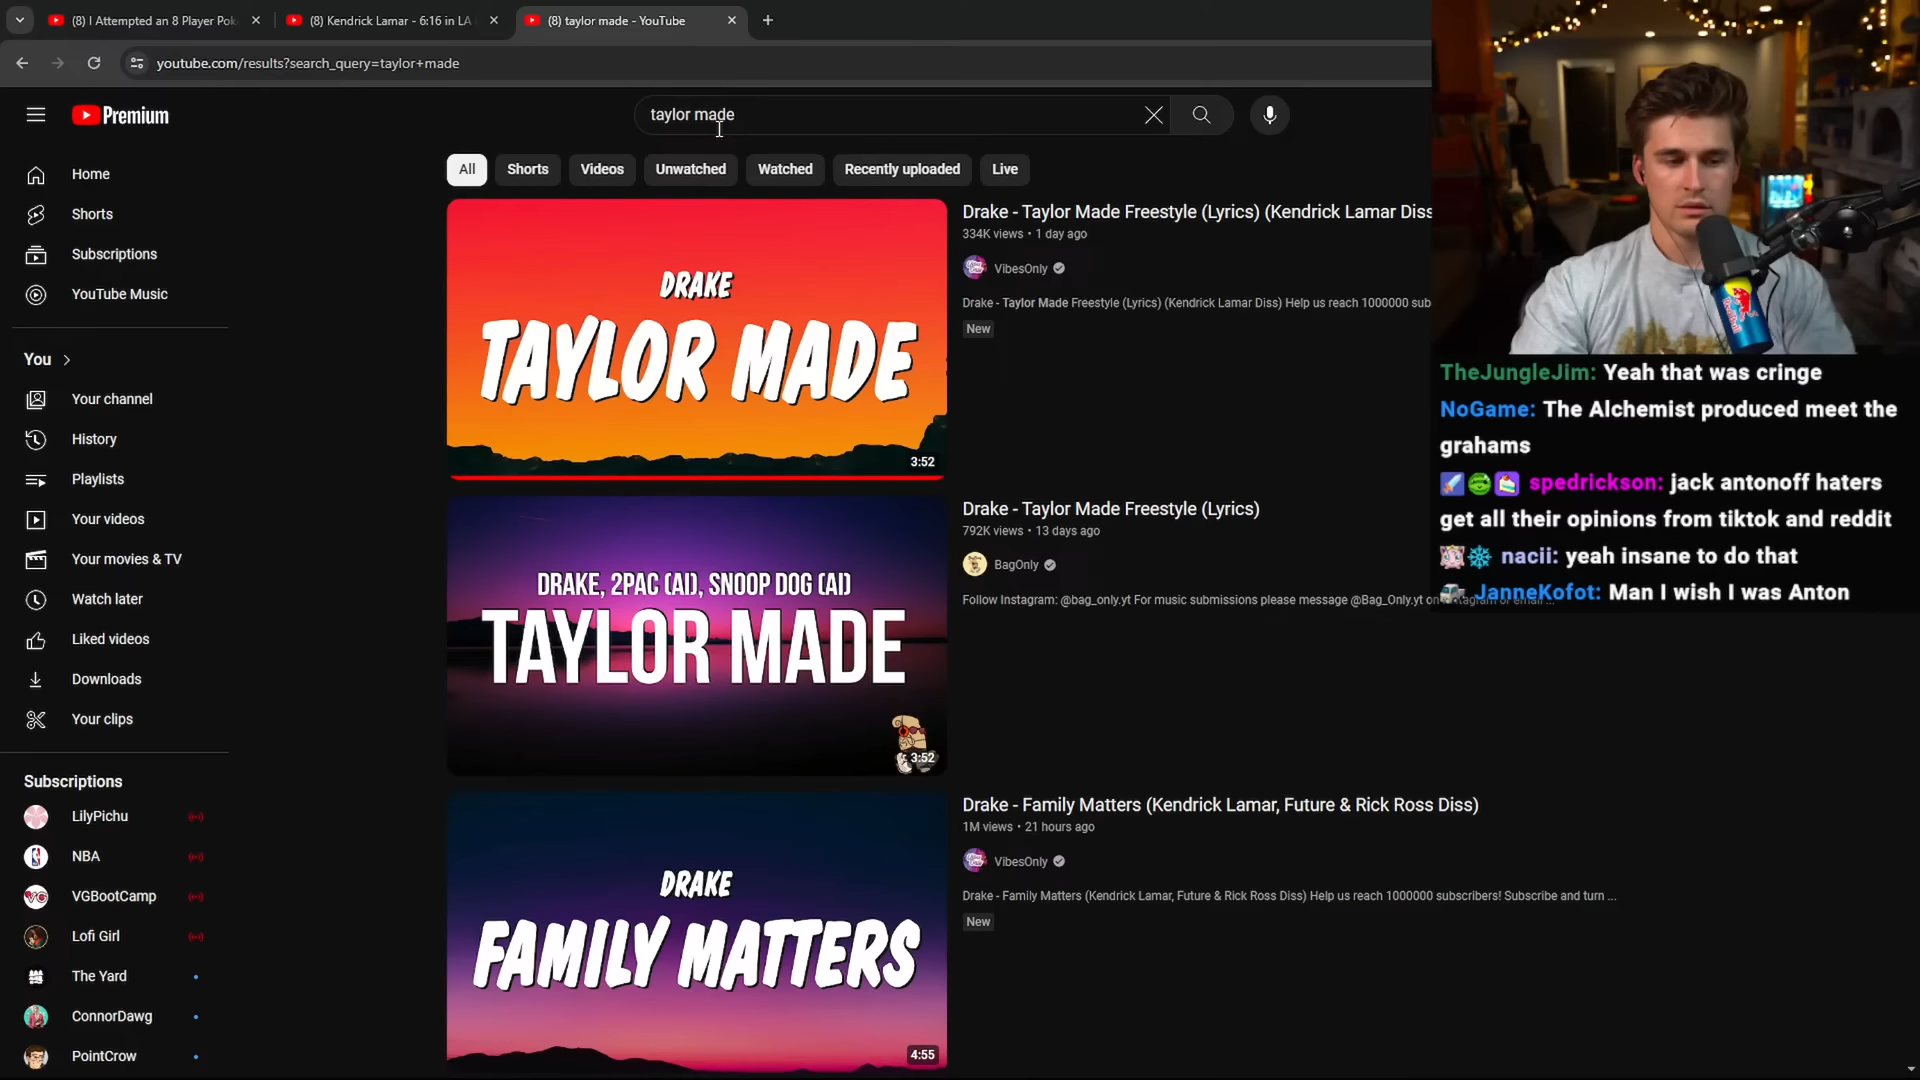 (8) I Attempted an 8 Player Pok
(8) Kendrick Lamar - 6:16 in LA
(8) taylor made - YouTube
youtube.com/results?search_query=taylor+made
Premium
taylor made
All
Shorts
Videos
Unwatched
Watched
Recently uploaded
Live
Home
Shorts
Subscriptions
YouTube Music
You
Your channel
History
Playlists
Your videos
Your movies & TV
Watch later
Liked videos
Downloads
Your clips
Subscriptions
LilyPichu
NBA
VGBootCamp
Lofi Girl
The Yard
ConnorDawg
PointCrow
DRAKE
TAYLOR MADE
3:52
Drake - Taylor Made Freestyle (Lyrics) (Kendrick Lamar Diss
334K views • 1 day ago
VibesOnly
Drake - Taylor Made Freestyle (Lyrics) (Kendrick Lamar Diss) Help us reach 1000000 sub
New
DRAKE, 2PAC (AI), SNOOP DOG (AI)
TAYLOR MADE
3:52
Drake - Taylor Made Freestyle (Lyrics)
792K views • 13 days ago
BagOnly
Follow Instagram: @bag_only.yt For music submissions please message @Bag_Only.yt on
DRAKE
FAMILY MATTERS
4:55
Drake - Family Matters (Kendrick Lamar, Future & Rick Ross Diss)
1M views • 21 hours ago
VibesOnly
Drake - Family Matters (Kendrick Lamar, Future & Rick Ross Diss) Help us reach 1000000 subscribers! Subscribe and turn ...
New
TheJungleJim: Yeah that was cringe
NoGame: The Alchemist produced meet the
grahams
spedrickson: jack antonoff haters
get all their opinions from tiktok and reddit
nacii: yeah insane to do that
JanneKofot: Man I wish I was Anton